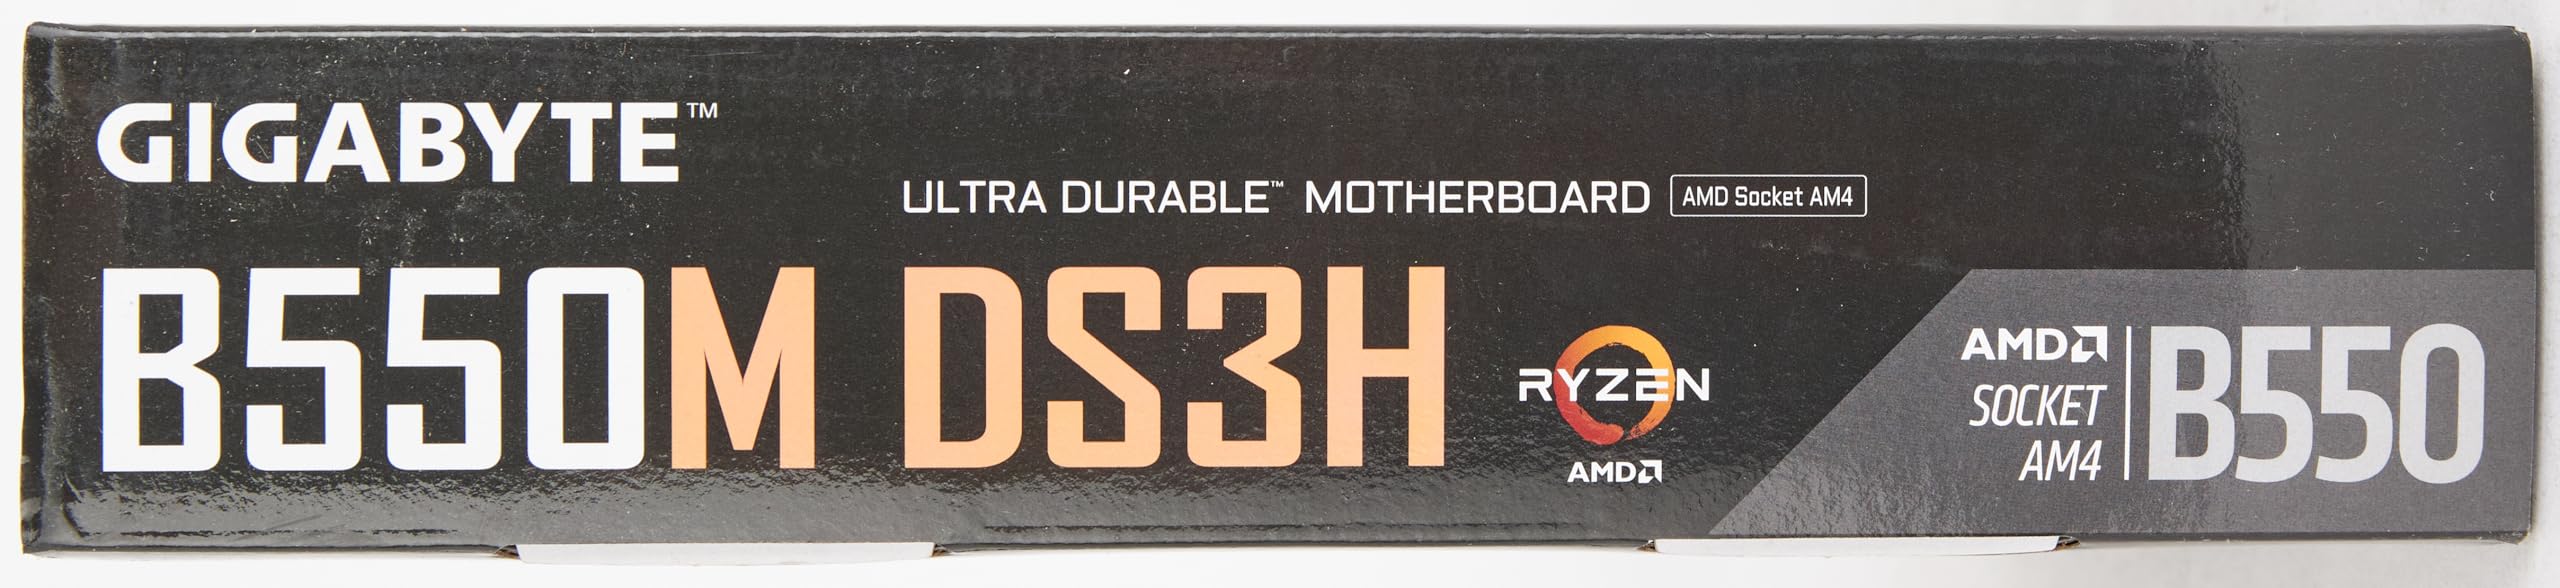 GIGABYTE™
ULTRA DURABLE™ MOTHERBOARD AMD Socket AM4
B550M DS3H
RYZEN
AMD
AMD
SOCKET
AM4
B550